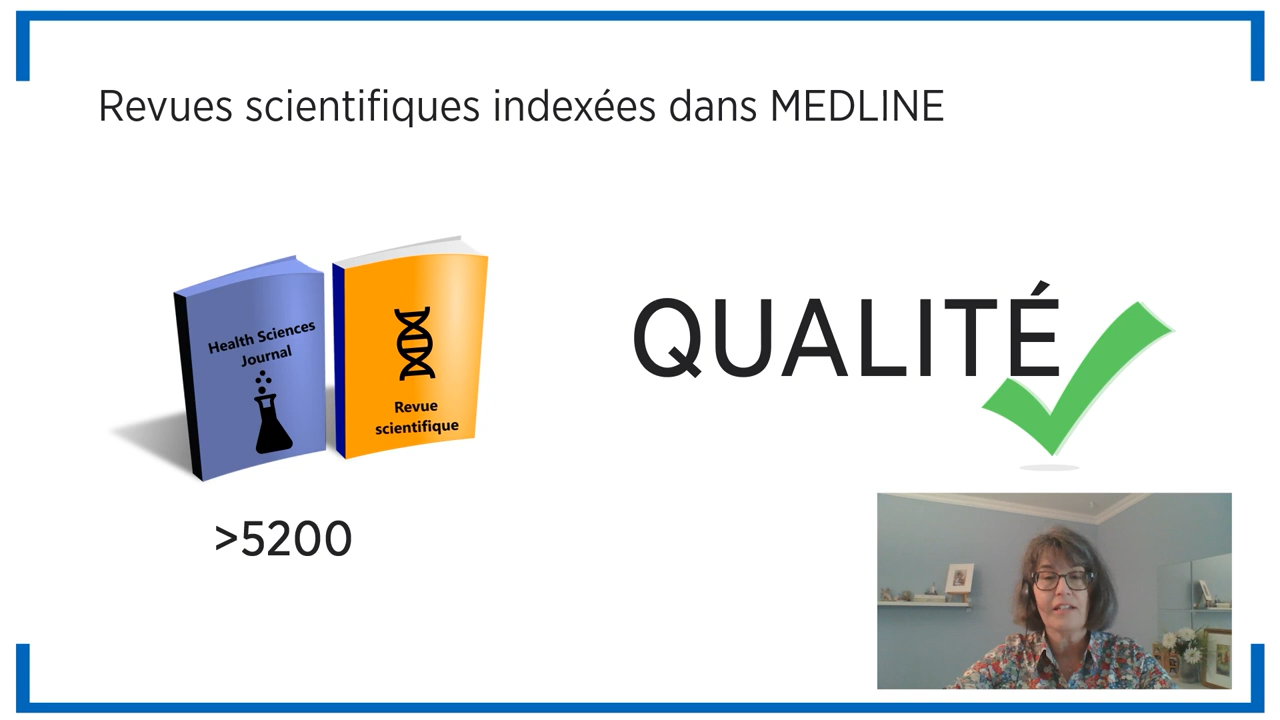 Revues scientifiques indexées dans MEDLINE
Health Sciences
Journal
Revue
scientifique
QUALITÉ
>5200